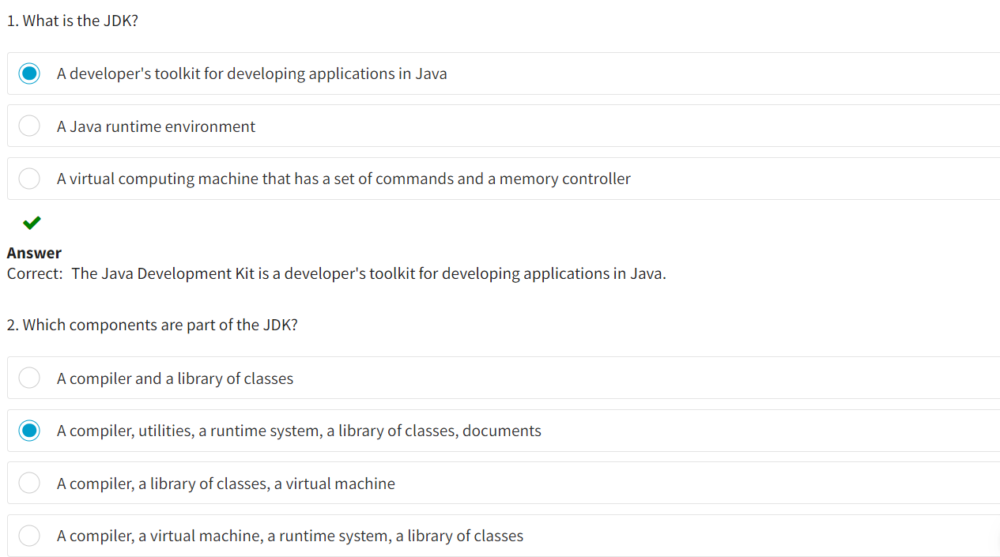 1. What is the JDK?
A developer's toolkit for developing applications in Java
A Java runtime environment
A virtual computing machine that has a set of commands and a memory controller
Answer
Correct:  The Java Development Kit is a developer's toolkit for developing applications in Java.
2. Which components are part of the JDK?
A compiler and a library of classes
A compiler, utilities, a runtime system, a library of classes, documents
A compiler, a library of classes, a virtual machine
A compiler, a virtual machine, a runtime system, a library of classes